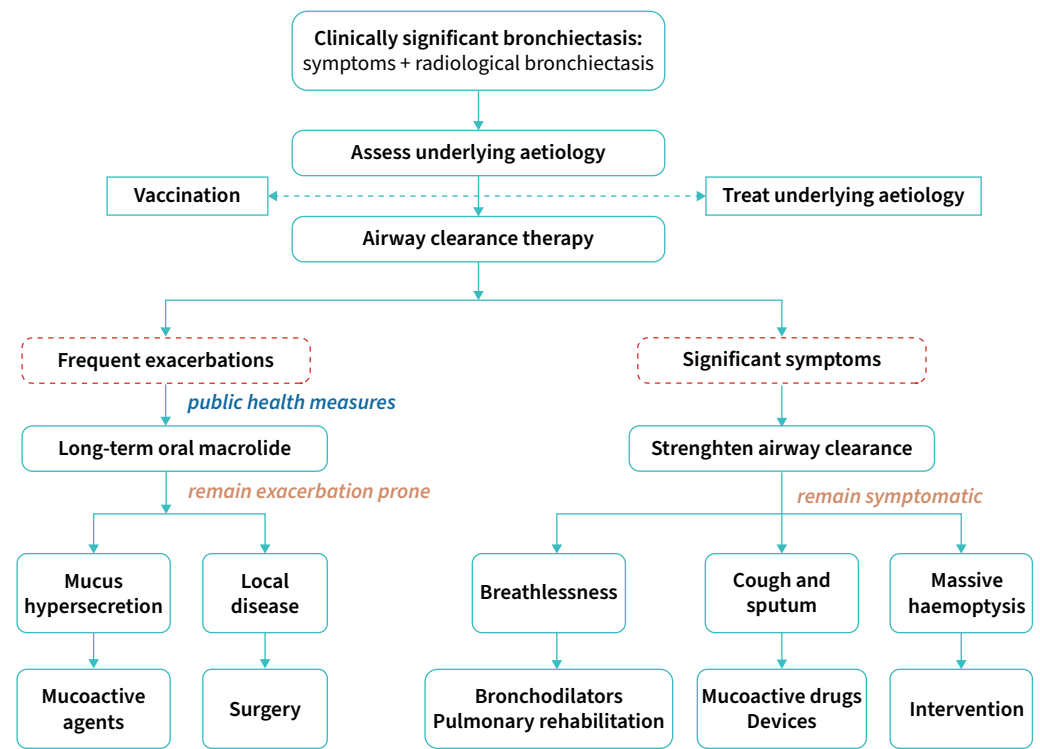 Clinically significant bronchiectasis:
symptoms + radiological bronchiectasis
Assess underlying aetiology
Vaccination
Treat underlying aetiology
Airway clearance therapy
Frequent exacerbations
Significant symptoms
public health measures
Long-term oral macrolide
Strenghten airway clearance
remain exacerbation prone
remain symptomatic
Mucus
hypersecretion
Local
disease
Breathlessness
Cough and
sputum
Massive
haemoptysis
Mucoactive
agents
Surgery
Bronchodilators
Pulmonary rehabilitation
Mucoactive drugs
Devices
Intervention